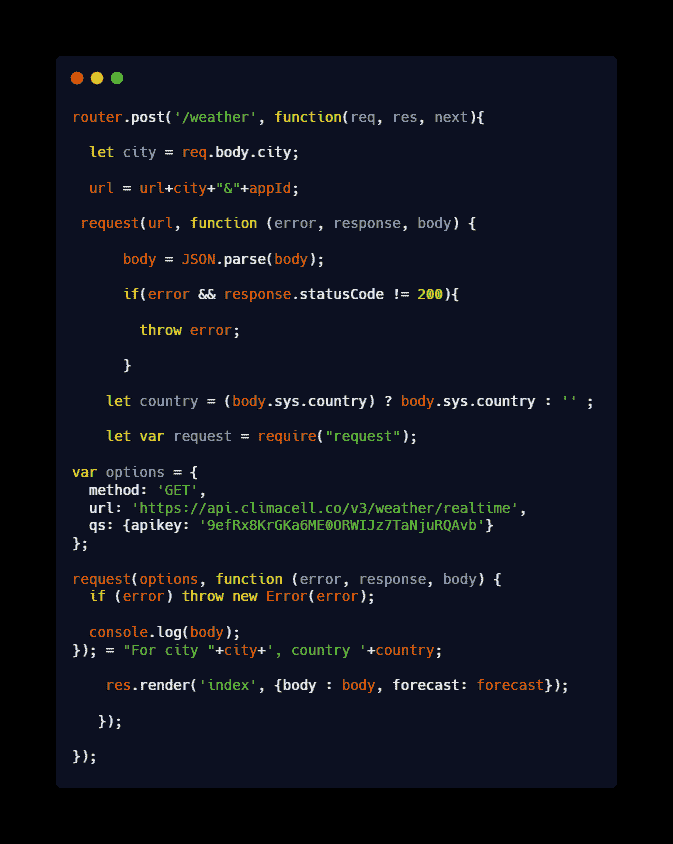 router.post('/weather', function(req, res, next){
let city = req.body.city;
url = url+city+"&"+appId;
request(url, function (error, response, body) {
body = JSON.parse(body);
if(error && response.statusCode != 200){
throw error;
}
let country = (body.sys.country) ? body.sys.country : '' ;
let var request = require("request");
var options = {
method: 'GET',
url: 'https://api.climacell.co/v3/weather/realtime',
qs: {apikey: '9efRx8KrGKa6ME0ORWIJz7TaNjuRQAvb'}
};
request(options, function (error, response, body) {
if (error) throw new Error(error);
console.log(body);
}); = "For city "+city+', country '+country;
res.render('index', {body : body, forecast: forecast});
});
});